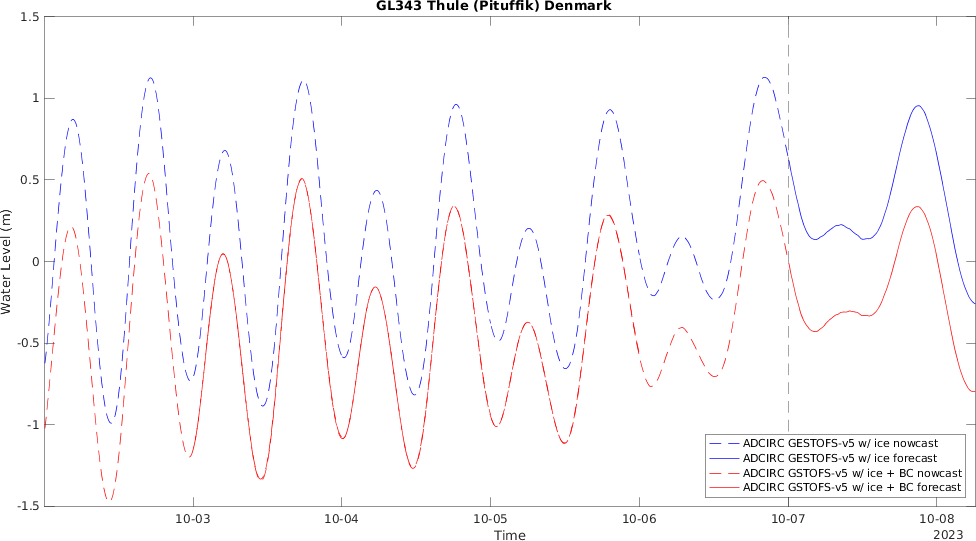 GL343 Thule (Pituffik) Denmark
1.5
1
0.5
0
-0.5
-1
-1.5
Water Level (m)
10-03
10-04
10-05
10-06
10-07
10-08
Time
2023
ADCIRC GESTOFS-v5 w/ ice nowcast
ADCIRC GESTOFS-v5 w/ ice forecast
ADCIRC GSTOFS-v5 w/ ice + BC nowcast
ADCIRC GSTOFS-v5 w/ ice + BC forecast